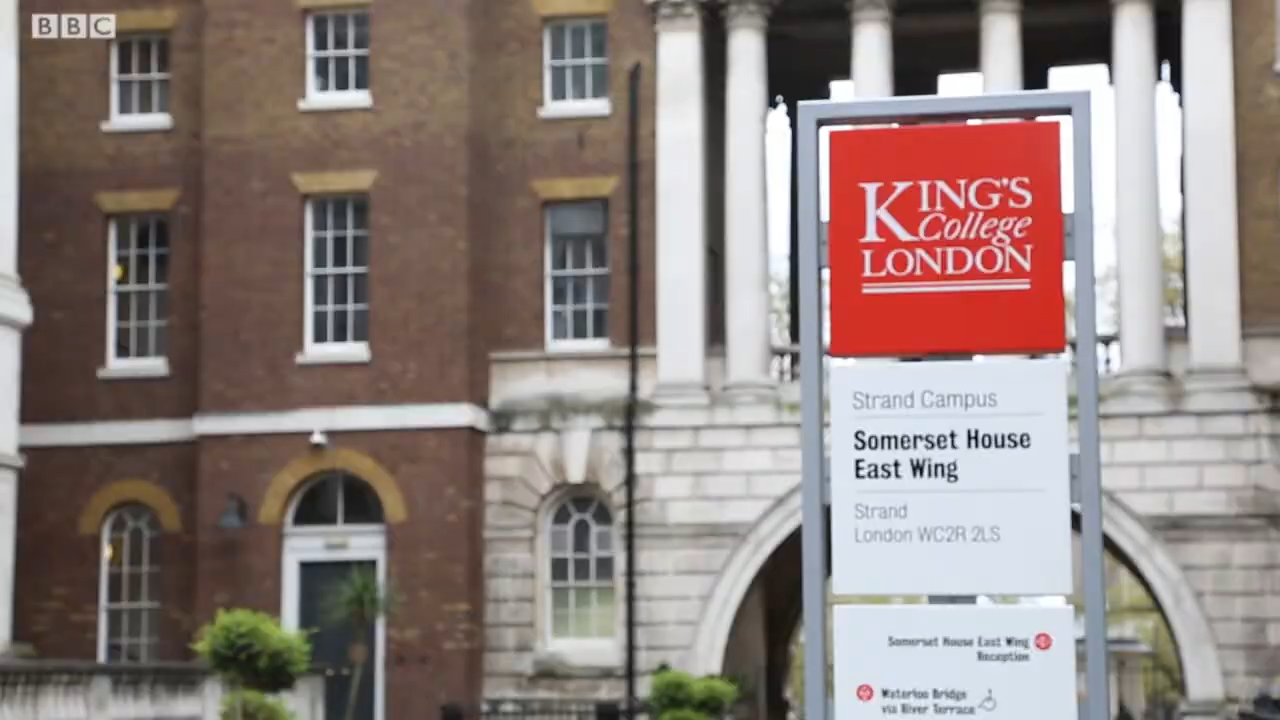 BBC
KING'S
College
LONDON
Strand Campus
Somerset House
East Wing
Strand
London WC2R 2LS
Somerset House East Wing
Reception
Waterloo Bridge
via River Terrace